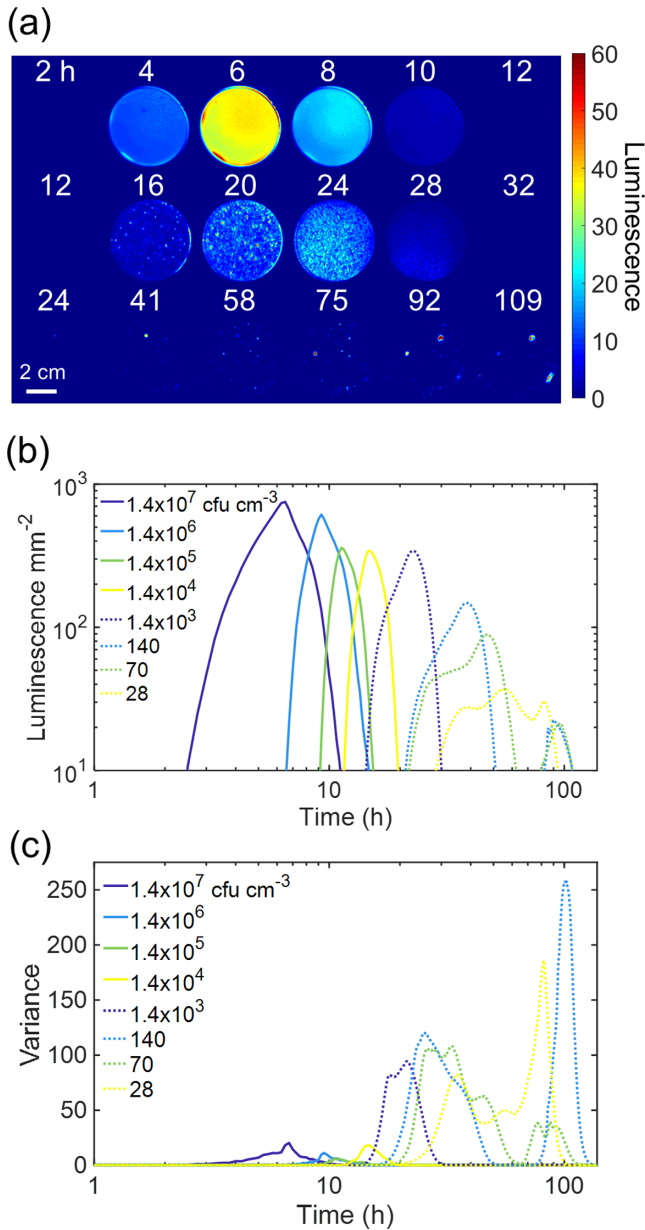 (a)
2 h 4 6 8 10 12
12 16 20 24 28 32
24 41 58 75 92 109
2 cm
60
50
40
30
20
10
0
Luminescence
(b)
10³
10²
10¹
Luminescence mm⁻²
1.4x10⁷ cfu cm⁻³
1.4x10⁶
1.4x10⁵
1.4x10⁴
1.4x10³
140
70
28
1 10 100
Time (h)
(c)
250
200
150
100
50
0
Variance
1.4x10⁷ cfu cm⁻³
1.4x10⁶
1.4x10⁵
1.4x10⁴
1.4x10³
140
70
28
1 10 100
Time (h)